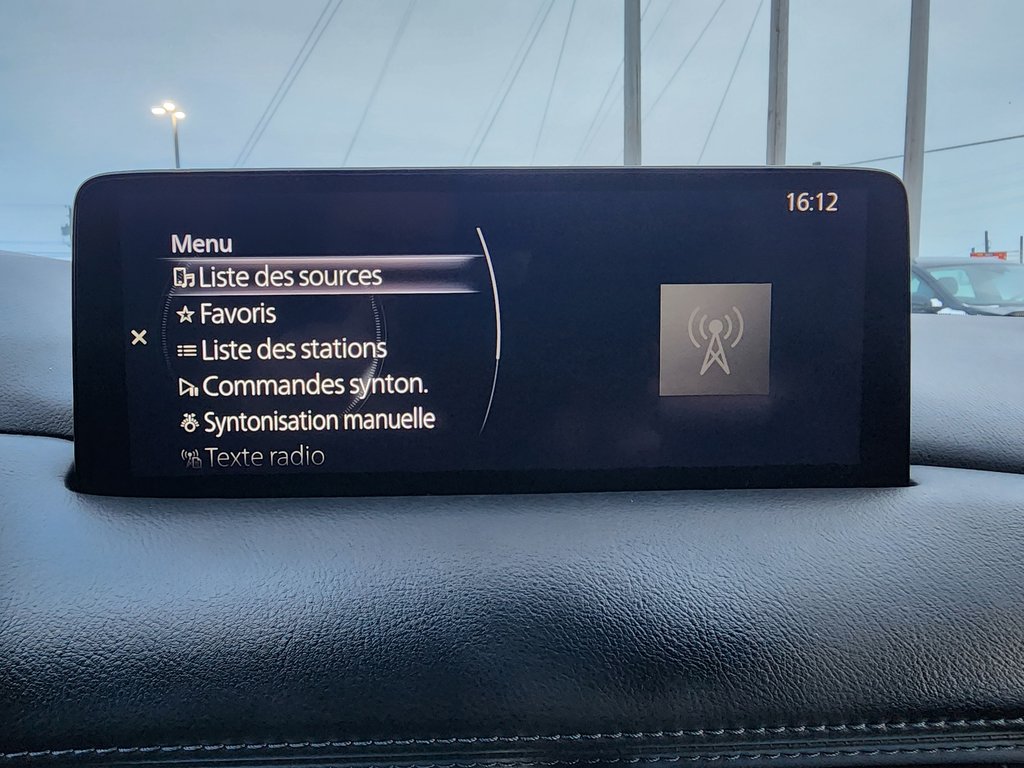 16:12
Menu
Liste des sources
Favoris
Liste des stations
Commandes synton.
Syntonisation manuelle
Texte radio